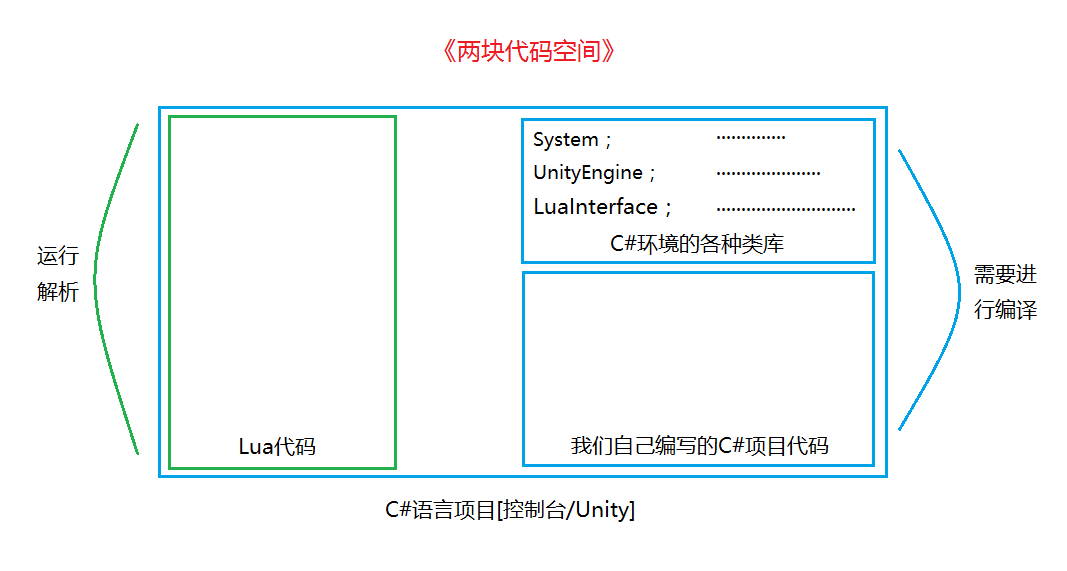 《两块代码空间》
System； ··············
UnityEngine； ·····················
LuaInterface； ····························
C#环境的各种类库
运行
解析
需要进
行编译
Lua代码
我们自己编写的C#项目代码
C#语言项目[控制台/Unity]